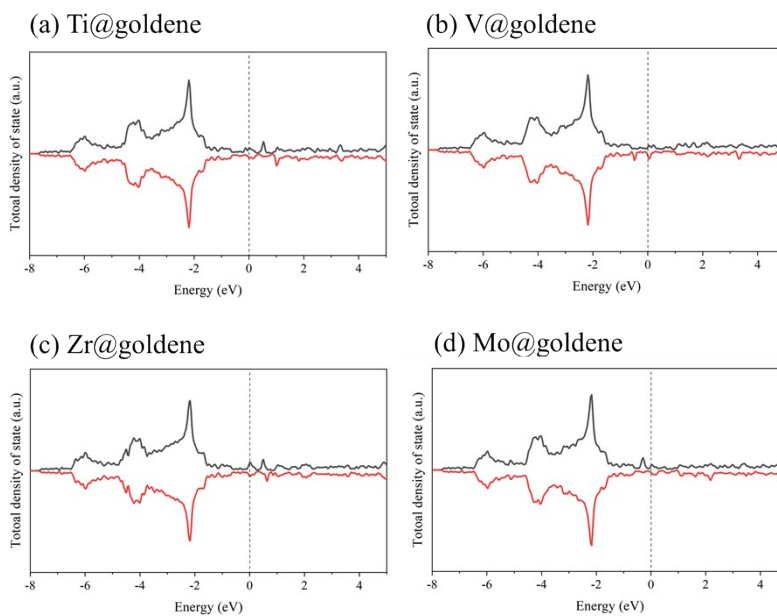 (a) Ti@goldene
Totoal density of state (a.u.)
-8 -6 -4 -2 0 2 4
Energy (eV)
(b) V@goldene
Totoal density of state (a.u.)
-8 -6 -4 -2 0 2 4
Energy (eV)
(c) Zr@goldene
Totoal density of state (a.u.)
-8 -6 -4 -2 0 2 4
Energy (eV)
(d) Mo@goldene
Totoal density of state (a.u.)
-8 -6 -4 -2 0 2 4
Energy (eV)